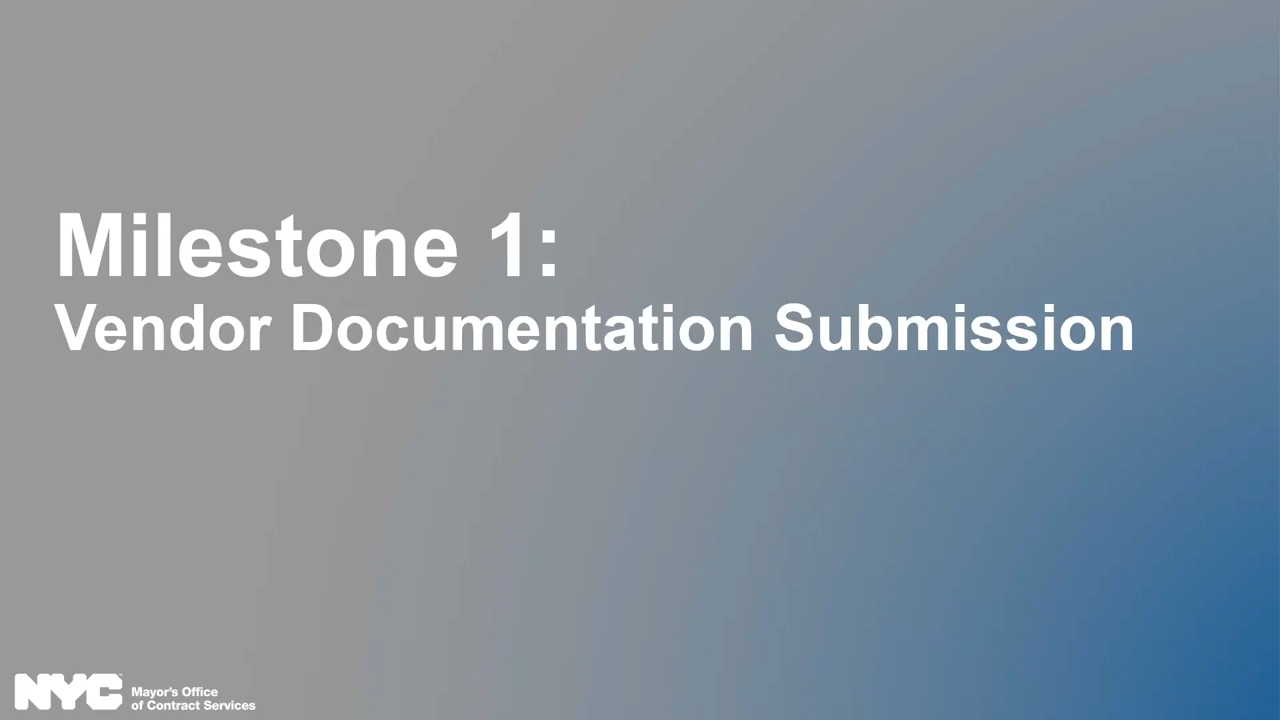 Milestone 1:
Vendor Documentation Submission
NYC
Mayor's Office
of Contract Services